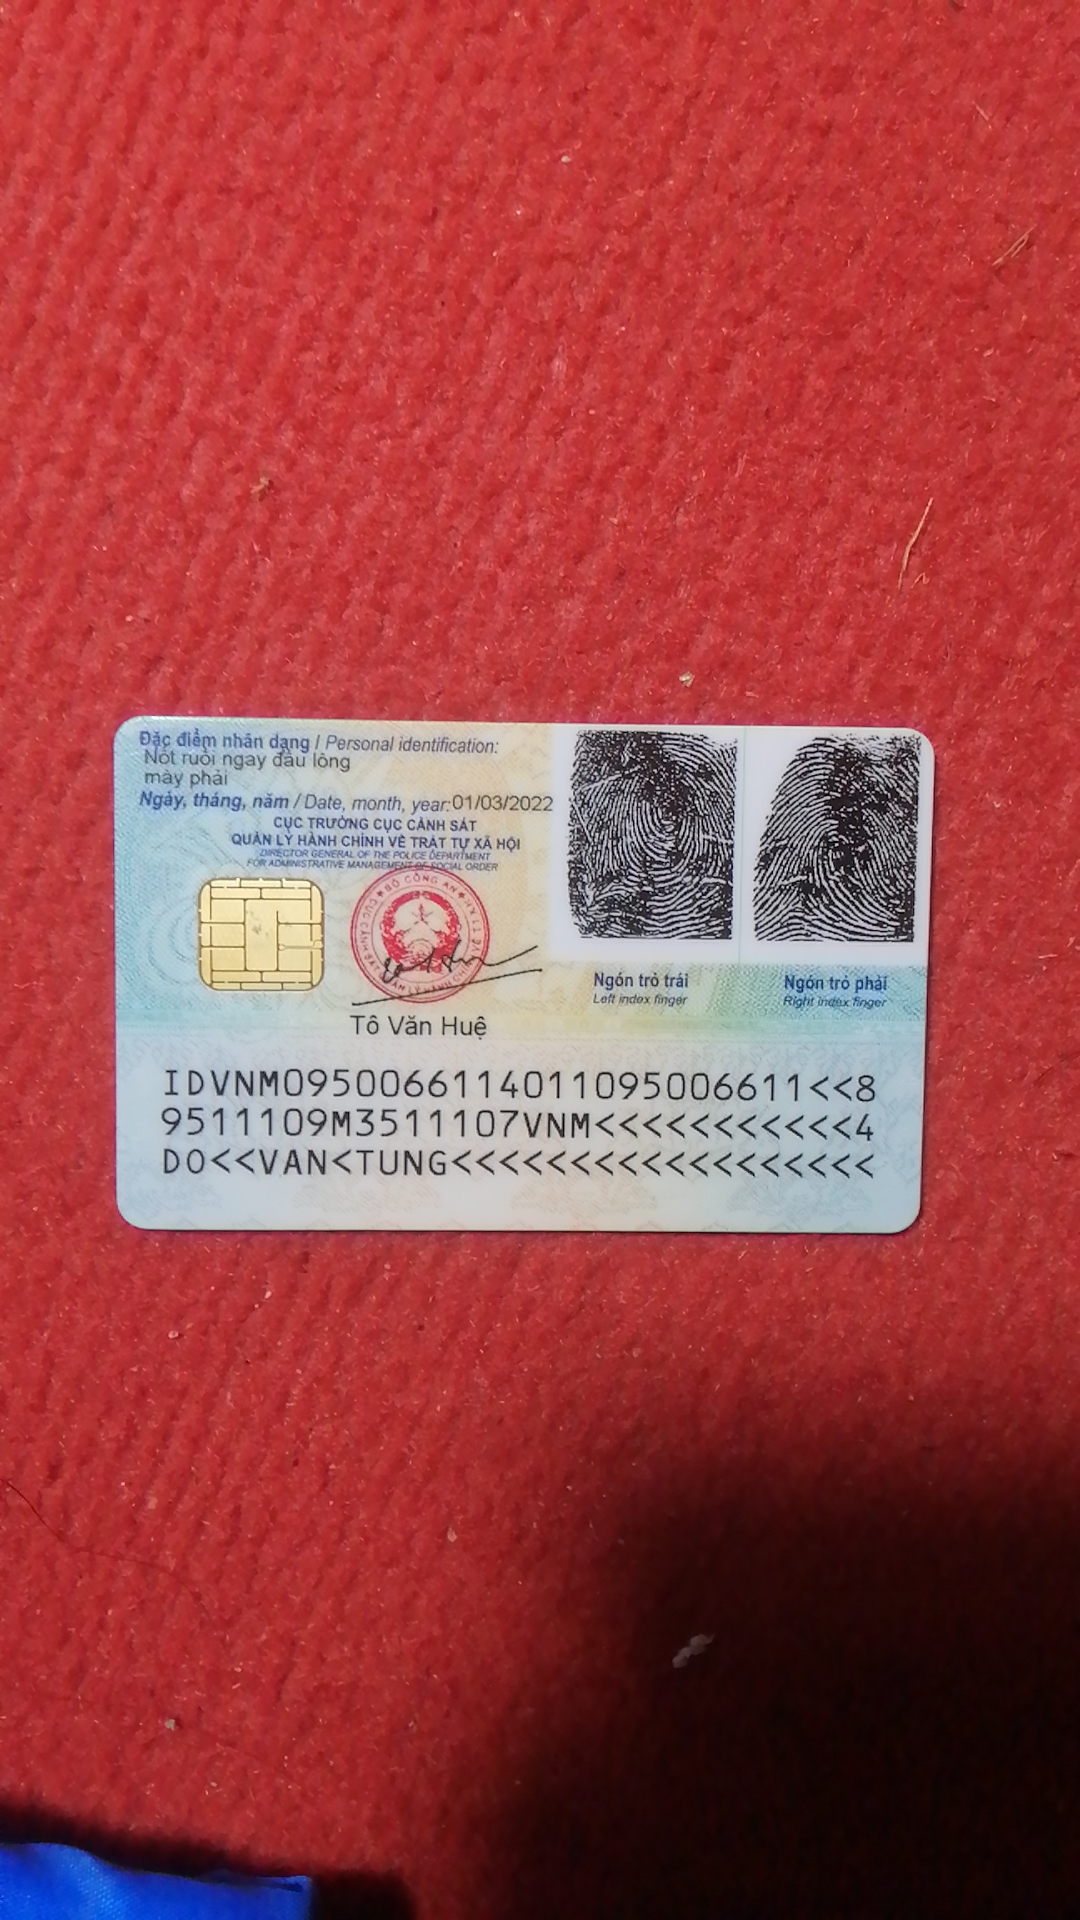 Đặc điểm nhân dạng / Personal identification:
Nốt ruồi ngay đầu lông
mày phải
Ngày, tháng, năm / Date, month, year:01/03/2022
CỤC TRƯỞNG CỤC CẢNH SÁT
QUẢN LÝ HÀNH CHÍNH VỀ TRẬT TỰ XÃ HỘI
DIRECTOR GENERAL OF THE POLICE DEPARTMENT
FOR ADMINISTRATIVE MANAGEMENT OF SOCIAL ORDER
BỘ CÔNG AN
Tô Văn Huệ
Ngón trỏ trái
Left index finger
Ngón trỏ phải
Right index finger
IDVNM0950066114011095006611<<8
9511109M3511107VNM<<<<<<<<<<<4
DO<<VAN<TUNG<<<<<<<<<<<<<<<<<<